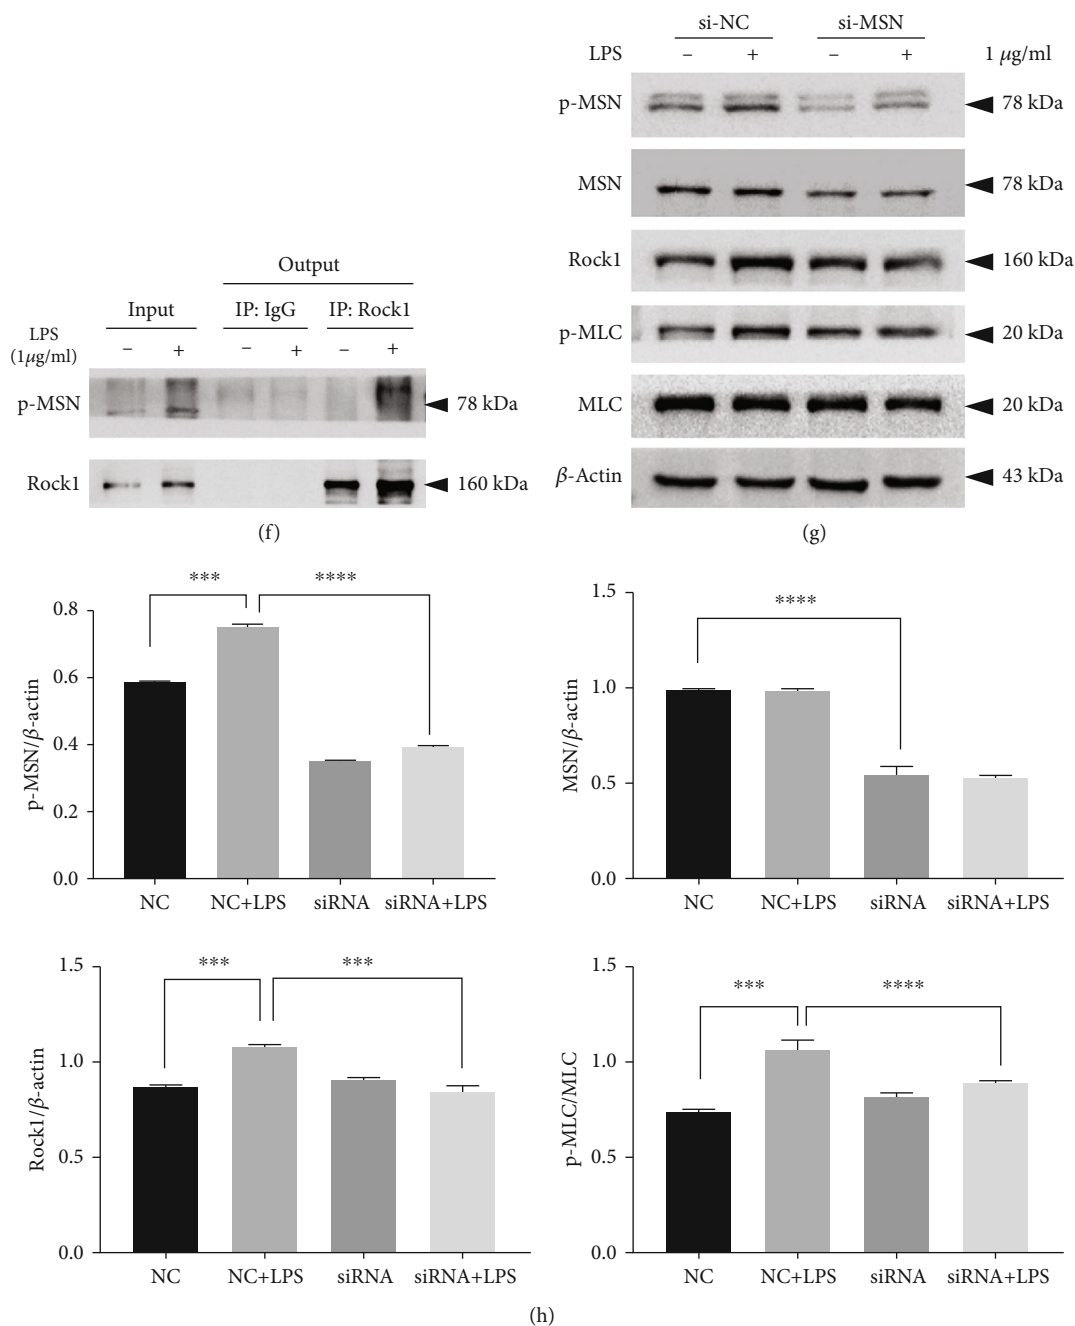 si-NC si-MSN
LPS − + − + 1 μg/ml
p-MSN 78 kDa
MSN 78 kDa
Rock1 160 kDa
p-MLC 20 kDa
MLC 20 kDa
β-Actin 43 kDa
(g)
Output
Input IP: IgG IP: Rock1
LPS
(1μg/ml) − + − + − +
p-MSN 78 kDa
Rock1 160 kDa
(f)
*** ****
p-MSN/β-actin
0.8
0.6
0.4
0.2
0.0
NC NC+LPS siRNA siRNA+LPS
****
MSN/β-actin
1.5
1.0
0.5
0.0
NC NC+LPS siRNA siRNA+LPS
*** ***
Rock1/β-actin
1.5
1.0
0.5
0.0
NC NC+LPS siRNA siRNA+LPS
*** ****
p-MLC/MLC
1.5
1.0
0.5
0.0
NC NC+LPS siRNA siRNA+LPS
(h)